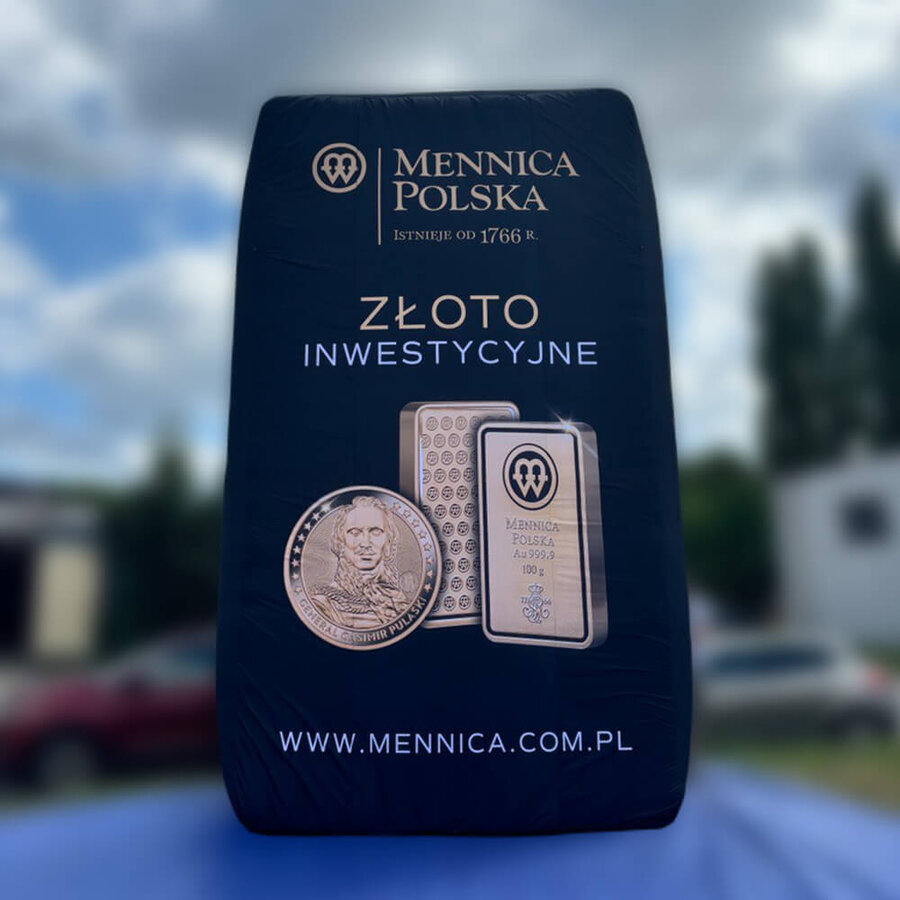 MENNICA
POLSKA
ISTNIEJE OD 1766 R.
ZŁOTO
INWESTYCYJNE
MENNICA
POLSKA
Au 999,9
100 g
GENERAL CASIMIR PULASKI
WWW.MENNICA.COM.PL